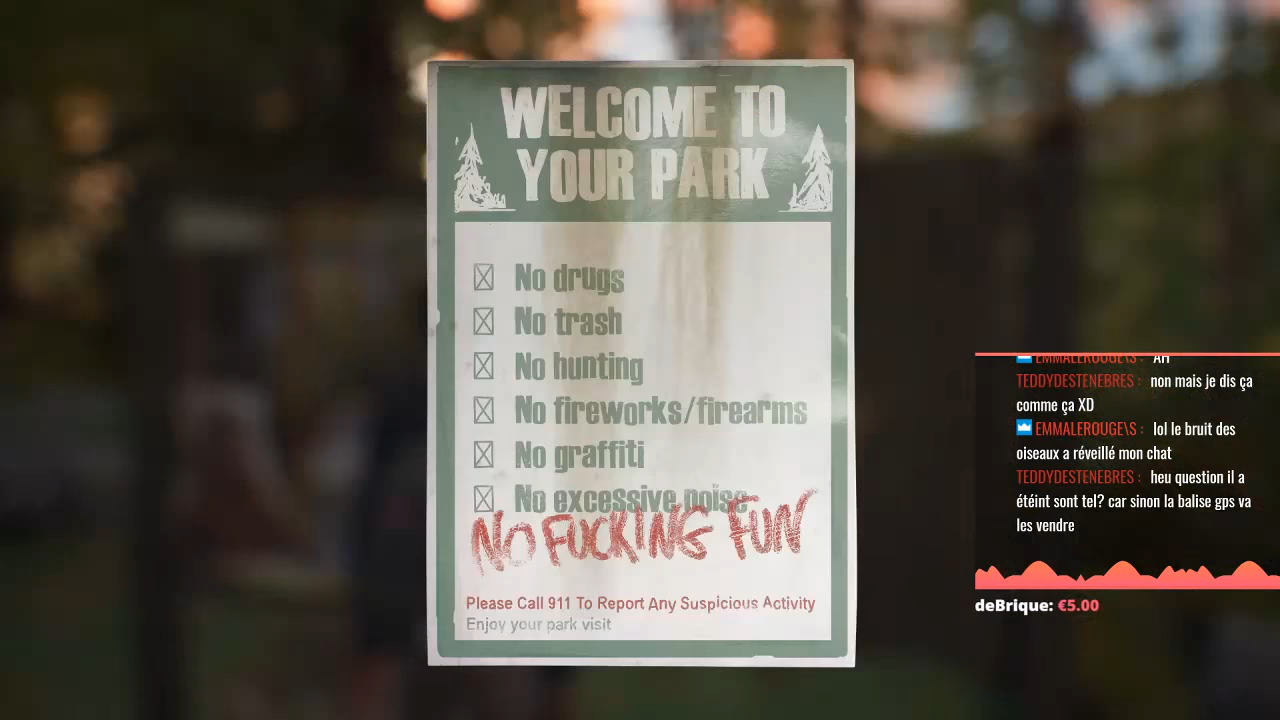 WELCOME TO
YOUR PARK
No drugs
No trash
No hunting
No fireworks/firearms
No graffiti
No excessive noise
NO FUCKING FUN
Please Call 911 To Report Any Suspicious Activity
Enjoy your park visit
EMMALEROUGE\S : AH
TEDDYDESTENEBRES : non mais je dis ça
comme ça XD
EMMALEROUGE\S : lol le bruit des
oiseaux a réveillé mon chat
TEDDYDESTENEBRES : heu question il a
étéint sont tel? car sinon la balise gps va
les vendre
deBrique: €5.00